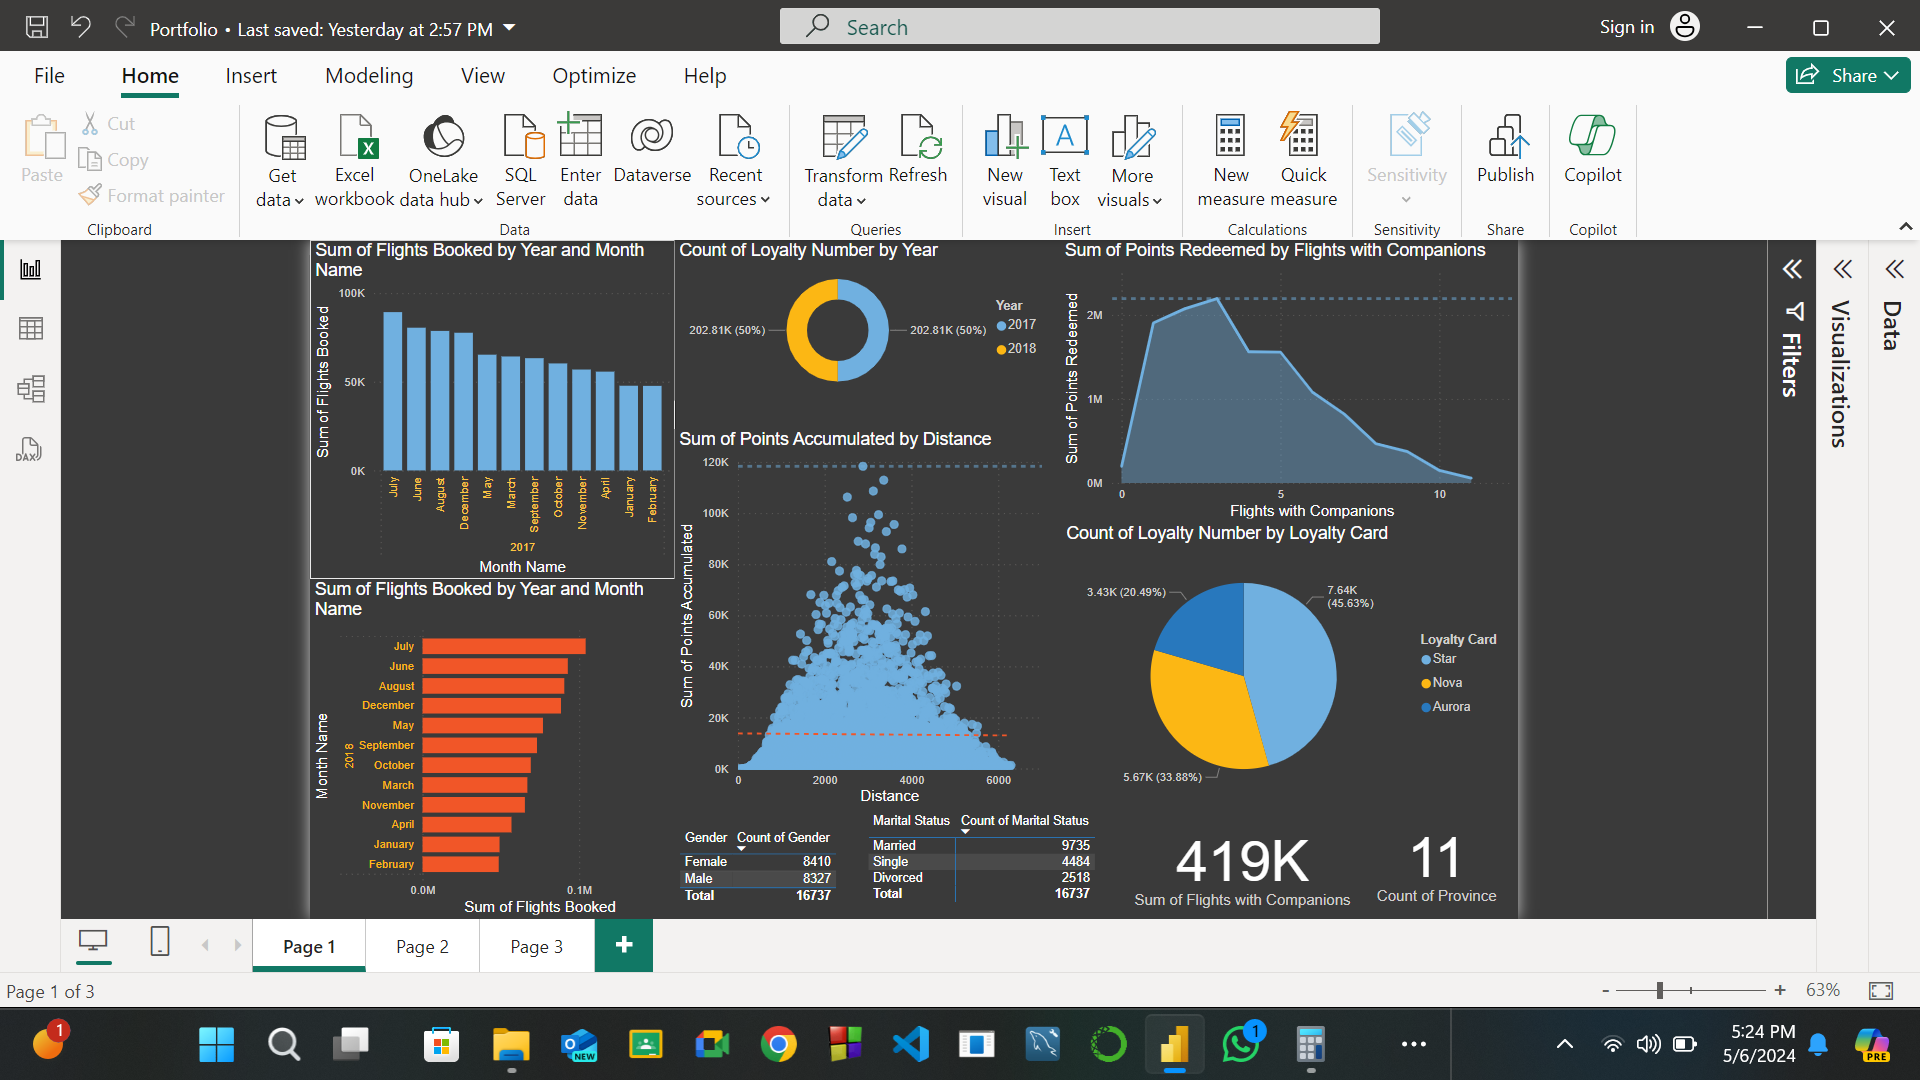 Portfolio • Last saved: Yesterday at 2:57 PM
Search
Sign in
File
Home
Insert
Modeling
View
Optimize
Help
Share
Paste
Cut
Copy
Format painter
Clipboard
Get
data
Excel
workbook
OneLake
data hub
SQL
Server
Enter
data
Dataverse
Recent
sources
Data
Transform
data
Refresh
Queries
New
visual
Text
box
More
visuals
Insert
New
measure
Quick
measure
Calculations
Sensitivity
Sensitivity
Publish
Share
Copilot
Copilot
DAX
Sum of Flights Booked by Year and Month
Name
Sum of Flights Booked
100K
50K
0K
July
June
August
December
May
March
September
October
November
April
January
February
2017
Month Name
Sum of Flights Booked by Year and Month
Name
Month Name
2018
July
June
August
December
May
September
October
March
November
April
January
February
0.0M
0.1M
Sum of Flights Booked
Count of Loyalty Number by Year
202.81K (50%)
202.81K (50%)
Year
2017
2018
Sum of Points Accumulated by Distance
Sum of Points Accumulated
120K
100K
80K
60K
40K
20K
0K
0
2000
4000
6000
Distance
Gender Count of Gender
Female 8410
Male 8327
Total 16737
Marital Status Count of Marital Status
Married 9735
Single 4484
Divorced 2518
Total 16737
Sum of Points Redeemed by Flights with Companions
Sum of Points Redeemed
2M
1M
0M
0
5
10
Flights with Companions
Count of Loyalty Number by Loyalty Card
3.43K (20.49%)
7.64K
(45.63%)
5.67K (33.88%)
Loyalty Card
Star
Nova
Aurora
419K
Sum of Flights with Companions
11
Count of Province
Filters
Visualizations
Data
Page 1
Page 2
Page 3
Page 1 of 3
63%
1
NEW
1
5:24 PM
5/6/2024
PRE